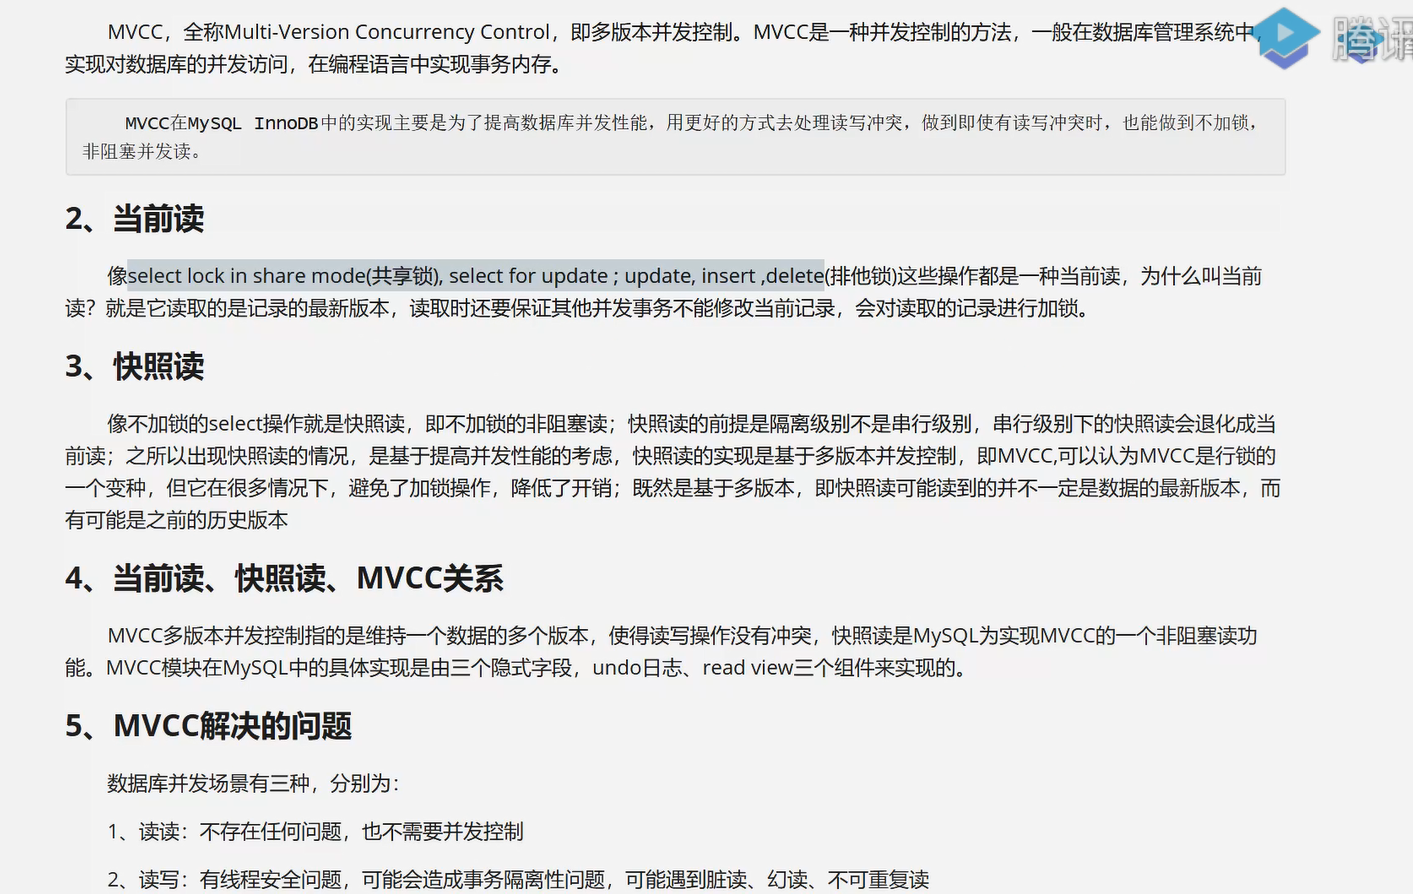 MVCC，全称Multi-Version Concurrency Control，即多版本并发控制。MVCC是一种并发控制的方法，一般在数据库管理系统中，
实现对数据库的并发访问，在编程语言中实现事务内存。
腾讯
MVCC在MySQL InnoDB中的实现主要是为了提高数据库并发性能，用更好的方式去处理读写冲突，做到即使有读写冲突时，也能做到不加锁，
非阻塞并发读。
2、当前读
像select lock in share mode(共享锁), select for update ; update, insert ,delete(排他锁)这些操作都是一种当前读，为什么叫当前
读？就是它读取的是记录的最新版本，读取时还要保证其他并发事务不能修改当前记录，会对读取的记录进行加锁。
3、快照读
像不加锁的select操作就是快照读，即不加锁的非阻塞读；快照读的前提是隔离级别不是串行级别，串行级别下的快照读会退化成当
前读；之所以出现快照读的情况，是基于提高并发性能的考虑，快照读的实现是基于多版本并发控制，即MVCC,可以认为MVCC是行锁的
一个变种，但它在很多情况下，避免了加锁操作，降低了开销；既然是基于多版本，即快照读可能读到的并不一定是数据的最新版本，而
有可能是之前的历史版本
4、当前读、快照读、MVCC关系
MVCC多版本并发控制指的是维持一个数据的多个版本，使得读写操作没有冲突，快照读是MySQL为实现MVCC的一个非阻塞读功
能。MVCC模块在MySQL中的具体实现是由三个隐式字段，undo日志、read view三个组件来实现的。
5、MVCC解决的问题
数据库并发场景有三种，分别为：
1、读读：不存在任何问题，也不需要并发控制
2、读写：有线程安全问题，可能会造成事务隔离性问题，可能遇到脏读、幻读、不可重复读